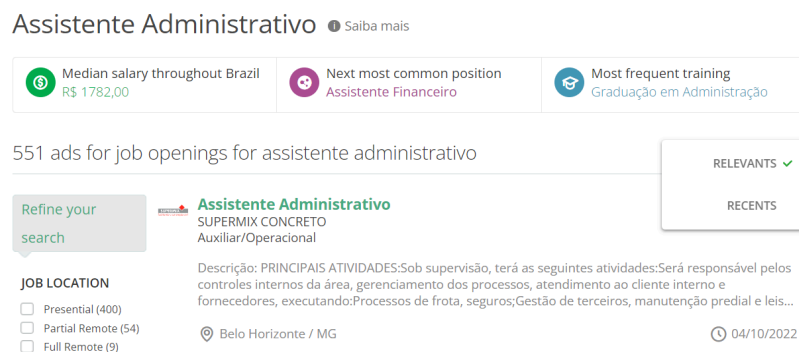 Assistente Administrativo i Saiba mais
Median salary throughout Brazil
R$ 1782,00
Next most common position
Assistente Financeiro
Most frequent training
Graduação em Administração
551 ads for job openings for assistente administrativo
RELEVANTS
RECENTS
Refine your
search
JOB LOCATION
Presential (400)
Partial Remote (54)
Full Remote (9)
SUPERMIX
Assistente Administrativo
SUPERMIX CONCRETO
Auxiliar/Operacional
Descrição: PRINCIPAIS ATIVIDADES:Sob supervisão, terá as seguintes atividades:Será responsável pelos
controles internos da área, gerenciamento dos processos, atendimento ao cliente interno e
fornecedores, executando:Processos de frota, seguros;Gestão de terceiros, manutenção predial e leis...
Belo Horizonte / MG
04/10/2022